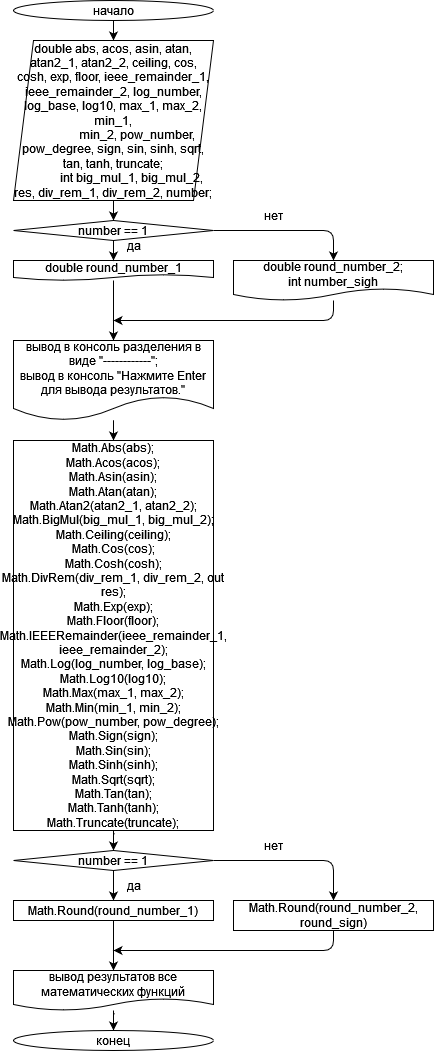 начало
double abs, acos, asin, atan,
atan2_1, atan2_2, ceiling, cos,
cosh, exp, floor, ieee_remainder_1,
ieee_remainder_2, log_number,
log_base, log10, max_1, max_2,
min_1,
min_2, pow_number,
pow_degree, sign, sin, sinh, sqrt,
tan, tanh, truncate;
int big_mul_1, big_mul_2,
res, div_rem_1, div_rem_2, number;
number == 1
нет
да
double round_number_1
double round_number_2;
int number_sigh
вывод в консоль разделения в
виде "------------";
вывод в консоль "Нажмите Enter
для вывода результатов."
Math.Abs(abs);
Math.Acos(acos);
Math.Asin(asin);
Math.Atan(atan);
Math.Atan2(atan2_1, atan2_2);
Math.BigMul(big_mul_1, big_mul_2);
Math.Ceiling(ceiling);
Math.Cos(cos);
Math.Cosh(cosh);
Math.DivRem(div_rem_1, div_rem_2, out
res);
Math.Exp(exp);
Math.Floor(floor);
Math.IEEERemainder(ieee_remainder_1,
ieee_remainder_2);
Math.Log(log_number, log_base);
Math.Log10(log10);
Math.Max(max_1, max_2);
Math.Min(min_1, min_2);
Math.Pow(pow_number, pow_degree);
Math.Sign(sign);
Math.Sin(sin);
Math.Sinh(sinh);
Math.Sqrt(sqrt);
Math.Tan(tan);
Math.Tanh(tanh);
Math.Truncate(truncate);
number == 1
нет
да
Math.Round(round_number_1)
Math.Round(round_number_2,
round_sign)
вывод результатов все
математических функций
конец